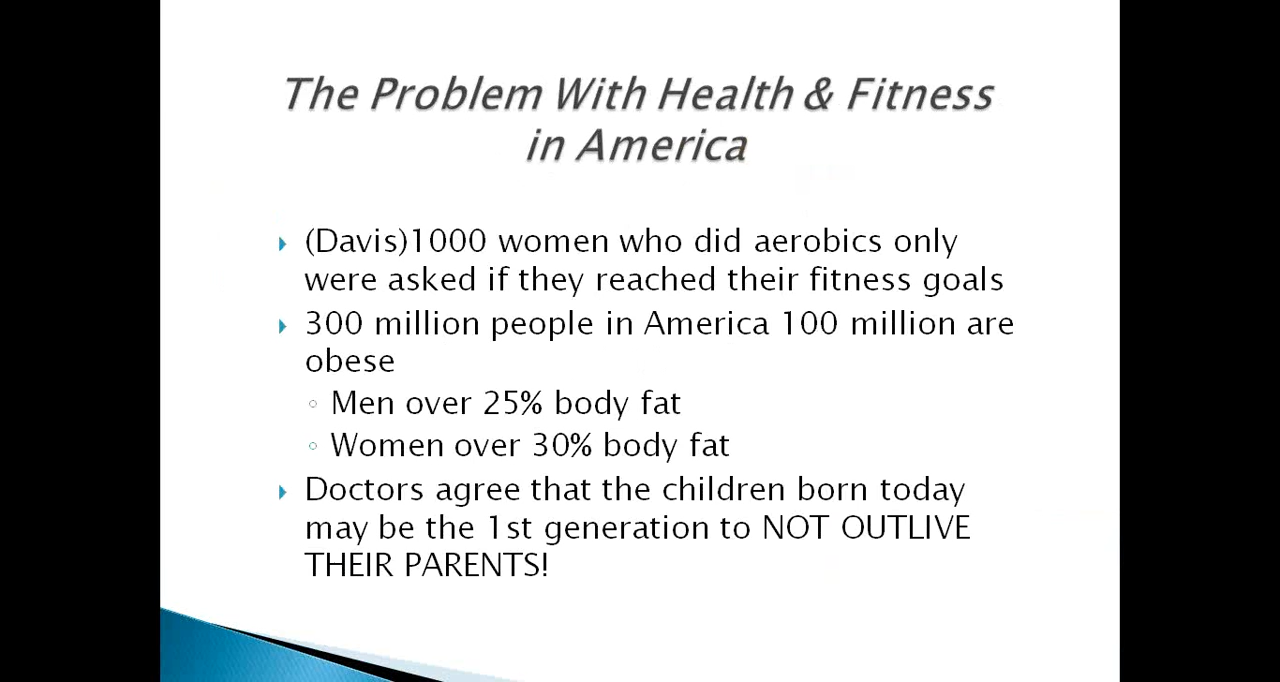 The Problem With Health & Fitness
in America
(Davis)1000 women who did aerobics only
were asked if they reached their fitness goals
300 million people in America 100 million are
obese
Men over 25% body fat
Women over 30% body fat
Doctors agree that the children born today
may be the 1st generation to NOT OUTLIVE
THEIR PARENTS!